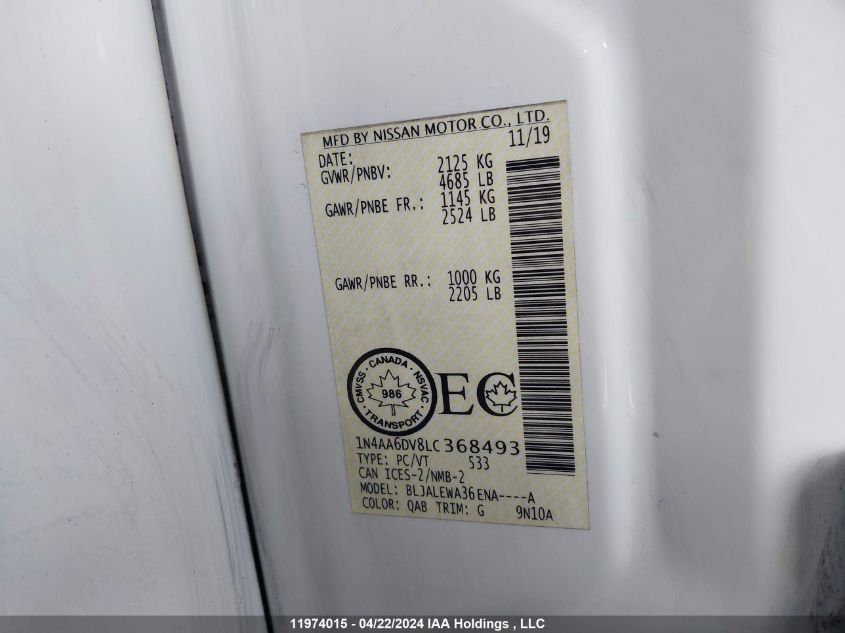 MFD BY NISSAN MOTOR CO., LTD.
DATE: 11/19
GVWR/PNBV: 2125 KG
4685 LB
GAWR/PNBE FR.: 1145 KG
2524 LB
GAWR/PNBE RR.: 1000 KG
2205 LB
CANADA
CMVSS 986 NSVAC
TRANSPORT
EC
1N4AA6DV8LC368493
TYPE: PC/VT 533
CAN ICES-2/NMB-2
MODEL: BLJALEWA36ENA----A
COLOR: QAB TRIM: G 9N10A
11974015 - 04/22/2024 IAA Holdings , LLC